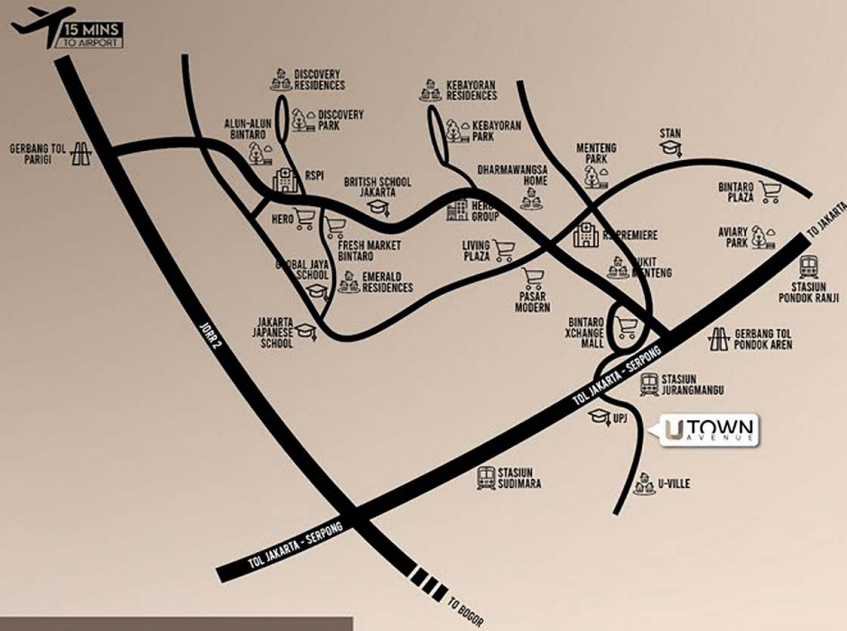 15 MINS
TO AIRPORT
DISCOVERY
RESIDENCES
KEBAYORAN
RESIDENCES
ALUN-ALUN
BINTARO
DISCOVERY
PARK
KEBAYORAN
PARK
GERBANG TOL
PARIGI
MENTENG
PARK
STAN
RSPI
BRITISH SCHOOL
JAKARTA
DHARMAWANGSA
HOME
BINTARO
PLAZA
HERO
HERO
GROUP
TO JAKARTA
FRESH MARKET
BINTARO
LIVING
PLAZA
RS PREMIERE
AVIARY
PARK
GLOBAL JAYA
SCHOOL
EMERALD
RESIDENCES
PASAR
MODERN
BUKIT
MENTENG
STASIUN
PONDOK RANJI
JORR 2
JAKARTA
JAPANESE
SCHOOL
BINTARO
XCHANGE
MALL
GERBANG TOL
PONDOK AREN
TOL JAKARTA - SERPONG
STASIUN
JURANGMANGU
UPJ
U TOWN
AVENUE
STASIUN
SUDIMARA
U-VILLE
TOL JAKARTA - SERPONG
TO BOGOR